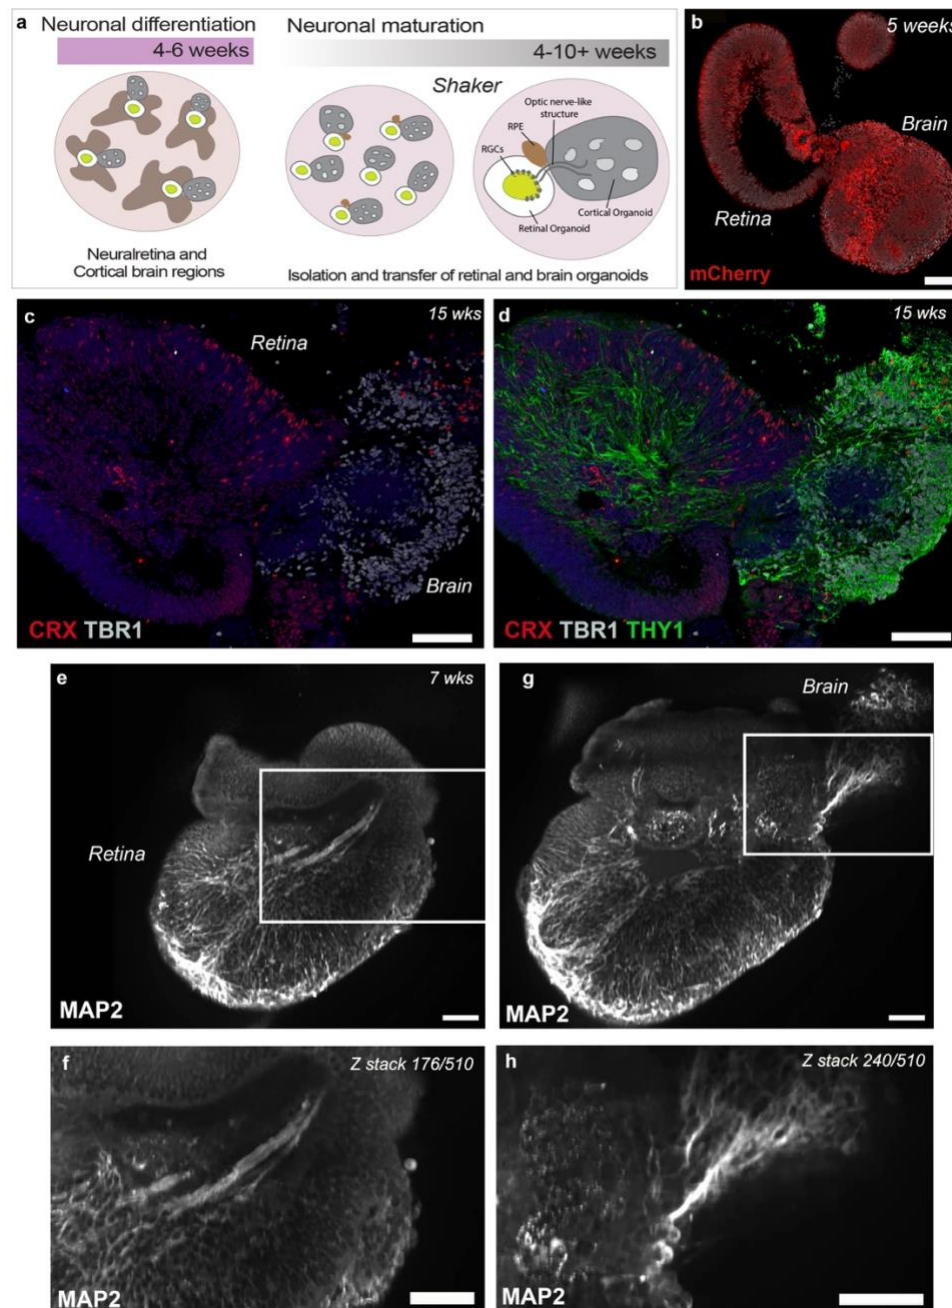 a
Neuronal differentiation
4-6 weeks
Neuralretina and
Cortical brain regions
Neuronal maturation
4-10+ weeks
Shaker
Optic nerve-like
structure
RPE
RGCs
Cortical Organoid
Retinal Organoid
Isolation and transfer of retinal and brain organoids
b
5 weeks
Brain
Retina
mCherry
c
15 wks
Retina
Brain
CRX TBR1
d
15 wks
CRX TBR1 THY1
e
7 wks
Retina
MAP2
g
Brain
MAP2
f
Z stack 176/510
MAP2
h
Z stack 240/510
MAP2